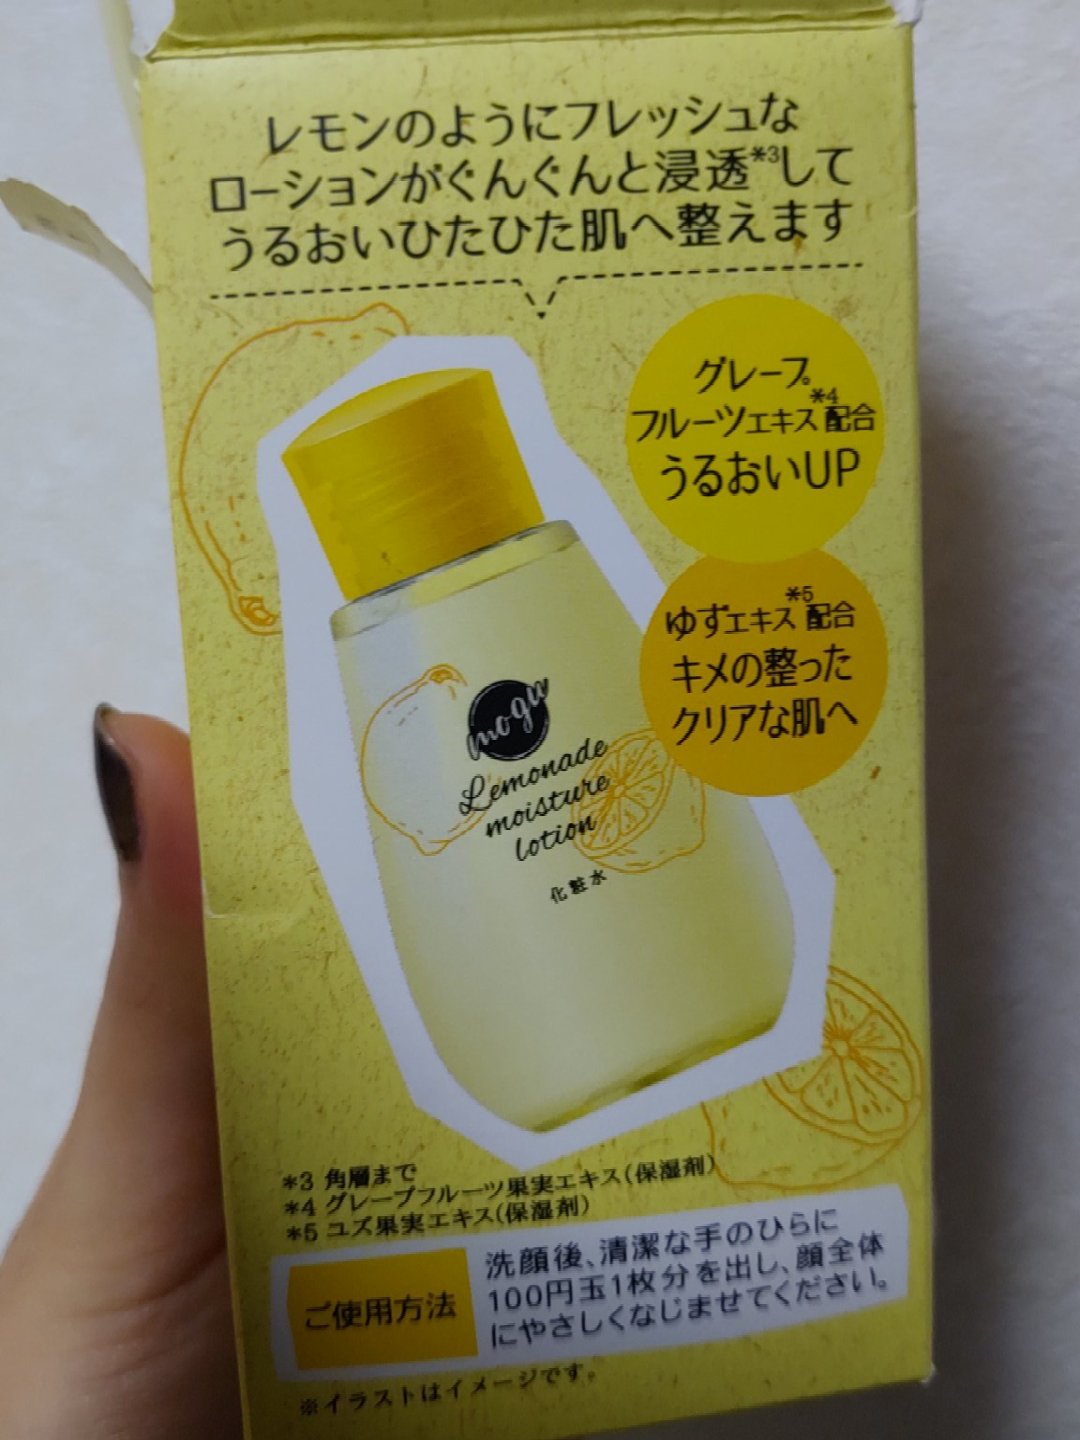 レモンのようにフレッシュな
ローションがぐんぐんと浸透*3して
うるおいひたひた肌へ整えます
グレープ
フルーツエキス*4配合
うるおいUP
ゆずエキス*5配合
キメの整った
クリアな肌へ
mogu
Lemonade
moisture
lotion
化粧水
*3 角層まで
*4 グレープフルーツ果実エキス(保湿剤)
*5 ユズ果実エキス(保湿剤)
ご使用方法
洗顔後、清潔な手のひらに
100円玉1枚分を出し、顔全体
にやさしくなじませてください。
※イラストはイメージです。